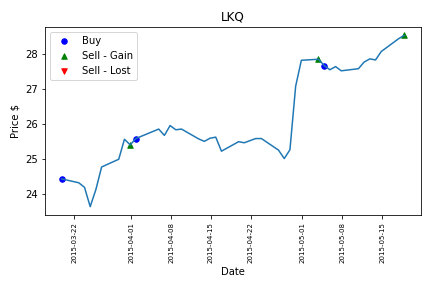 LKQ
Buy
Sell - Gain
Sell - Lost
Price $
28
27
26
25
24
2015-03-22
2015-04-01
2015-04-08
2015-04-15
2015-04-22
2015-05-01
2015-05-08
2015-05-15
Date